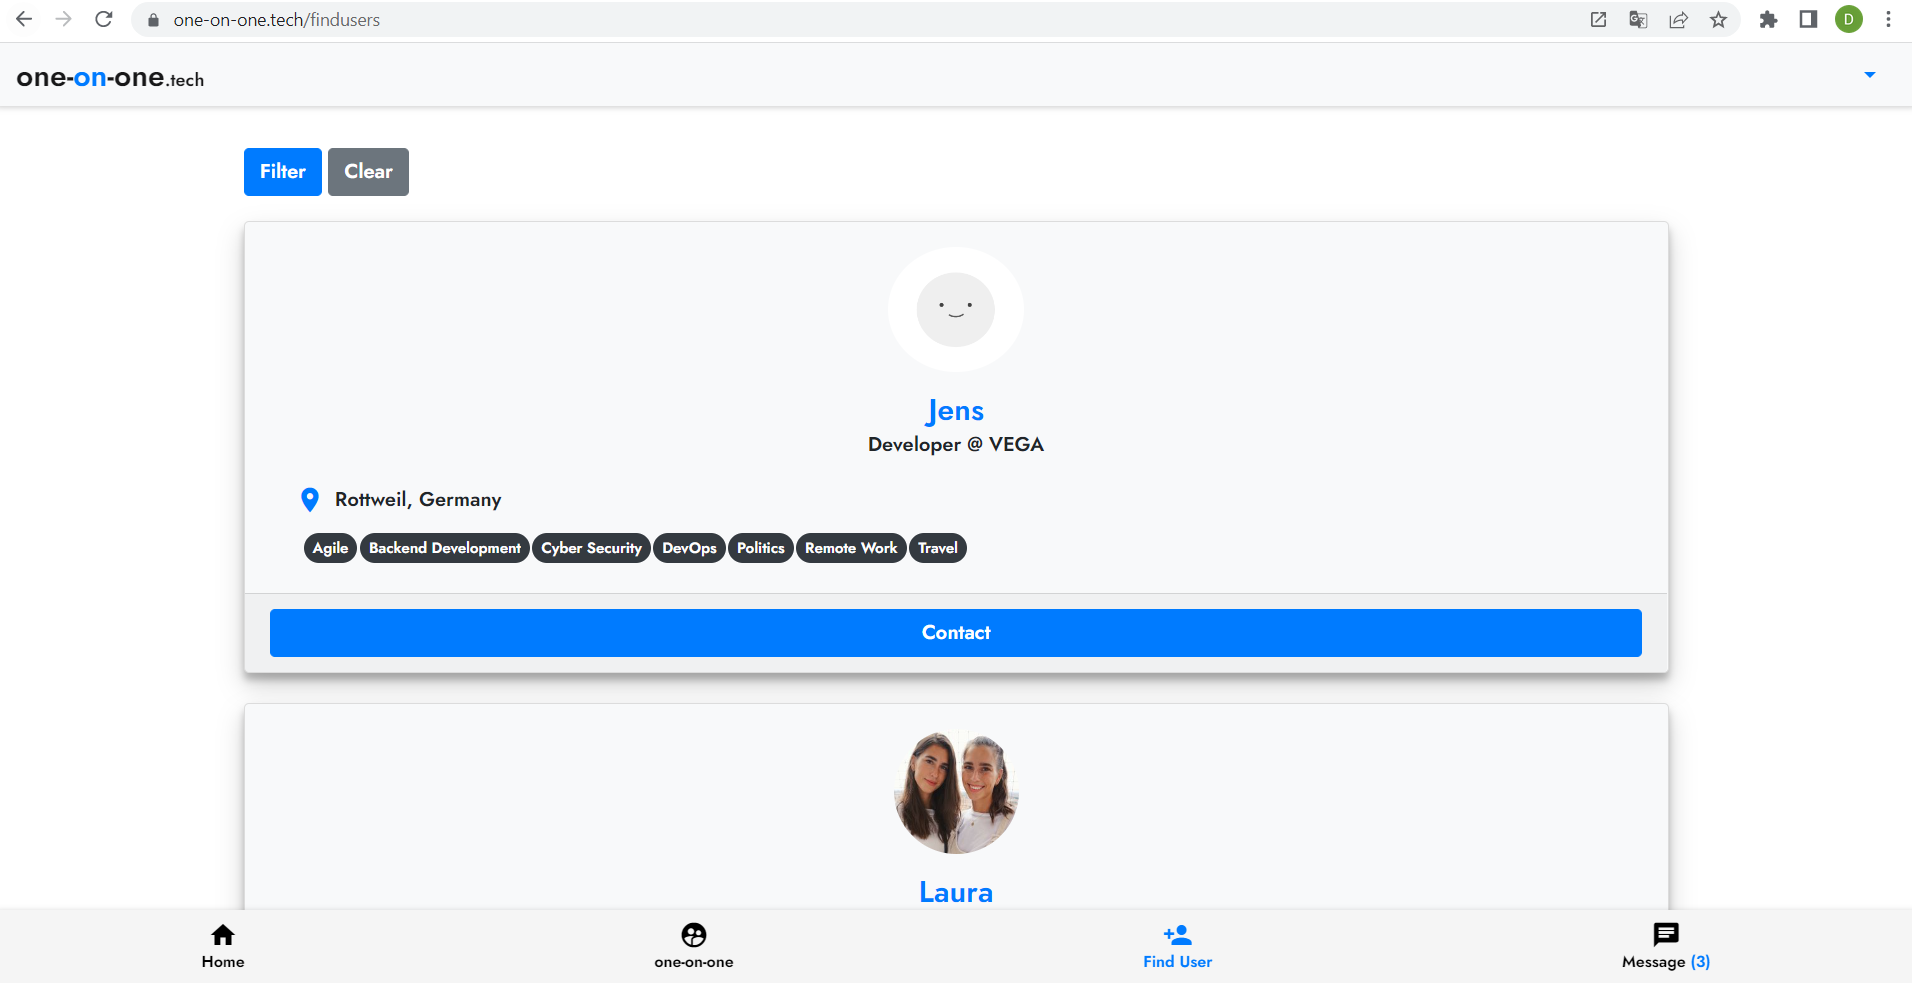 one-on-one.tech/findusers
D
one-on-one.tech
Filter Clear
Jens
Developer @ VEGA
Rottweil, Germany
Agile Backend Development Cyber Security DevOps Politics Remote Work Travel
Contact
Laura
Home one-on-one Find User Message (3)